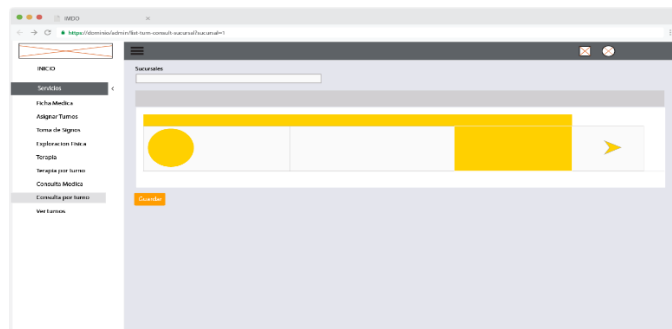 INIDO
https://dominio/admin/list-turn-consult-sucursal?sucursal=1
INICIO
Sucursales
Servicios
Ficha Medica
Asignar Turnos
Toma de Signos
Exploracion Fisica
Terapia
Terapia por turno
Consulta Medica
Consulta por turno
Guardar
Ver turnos